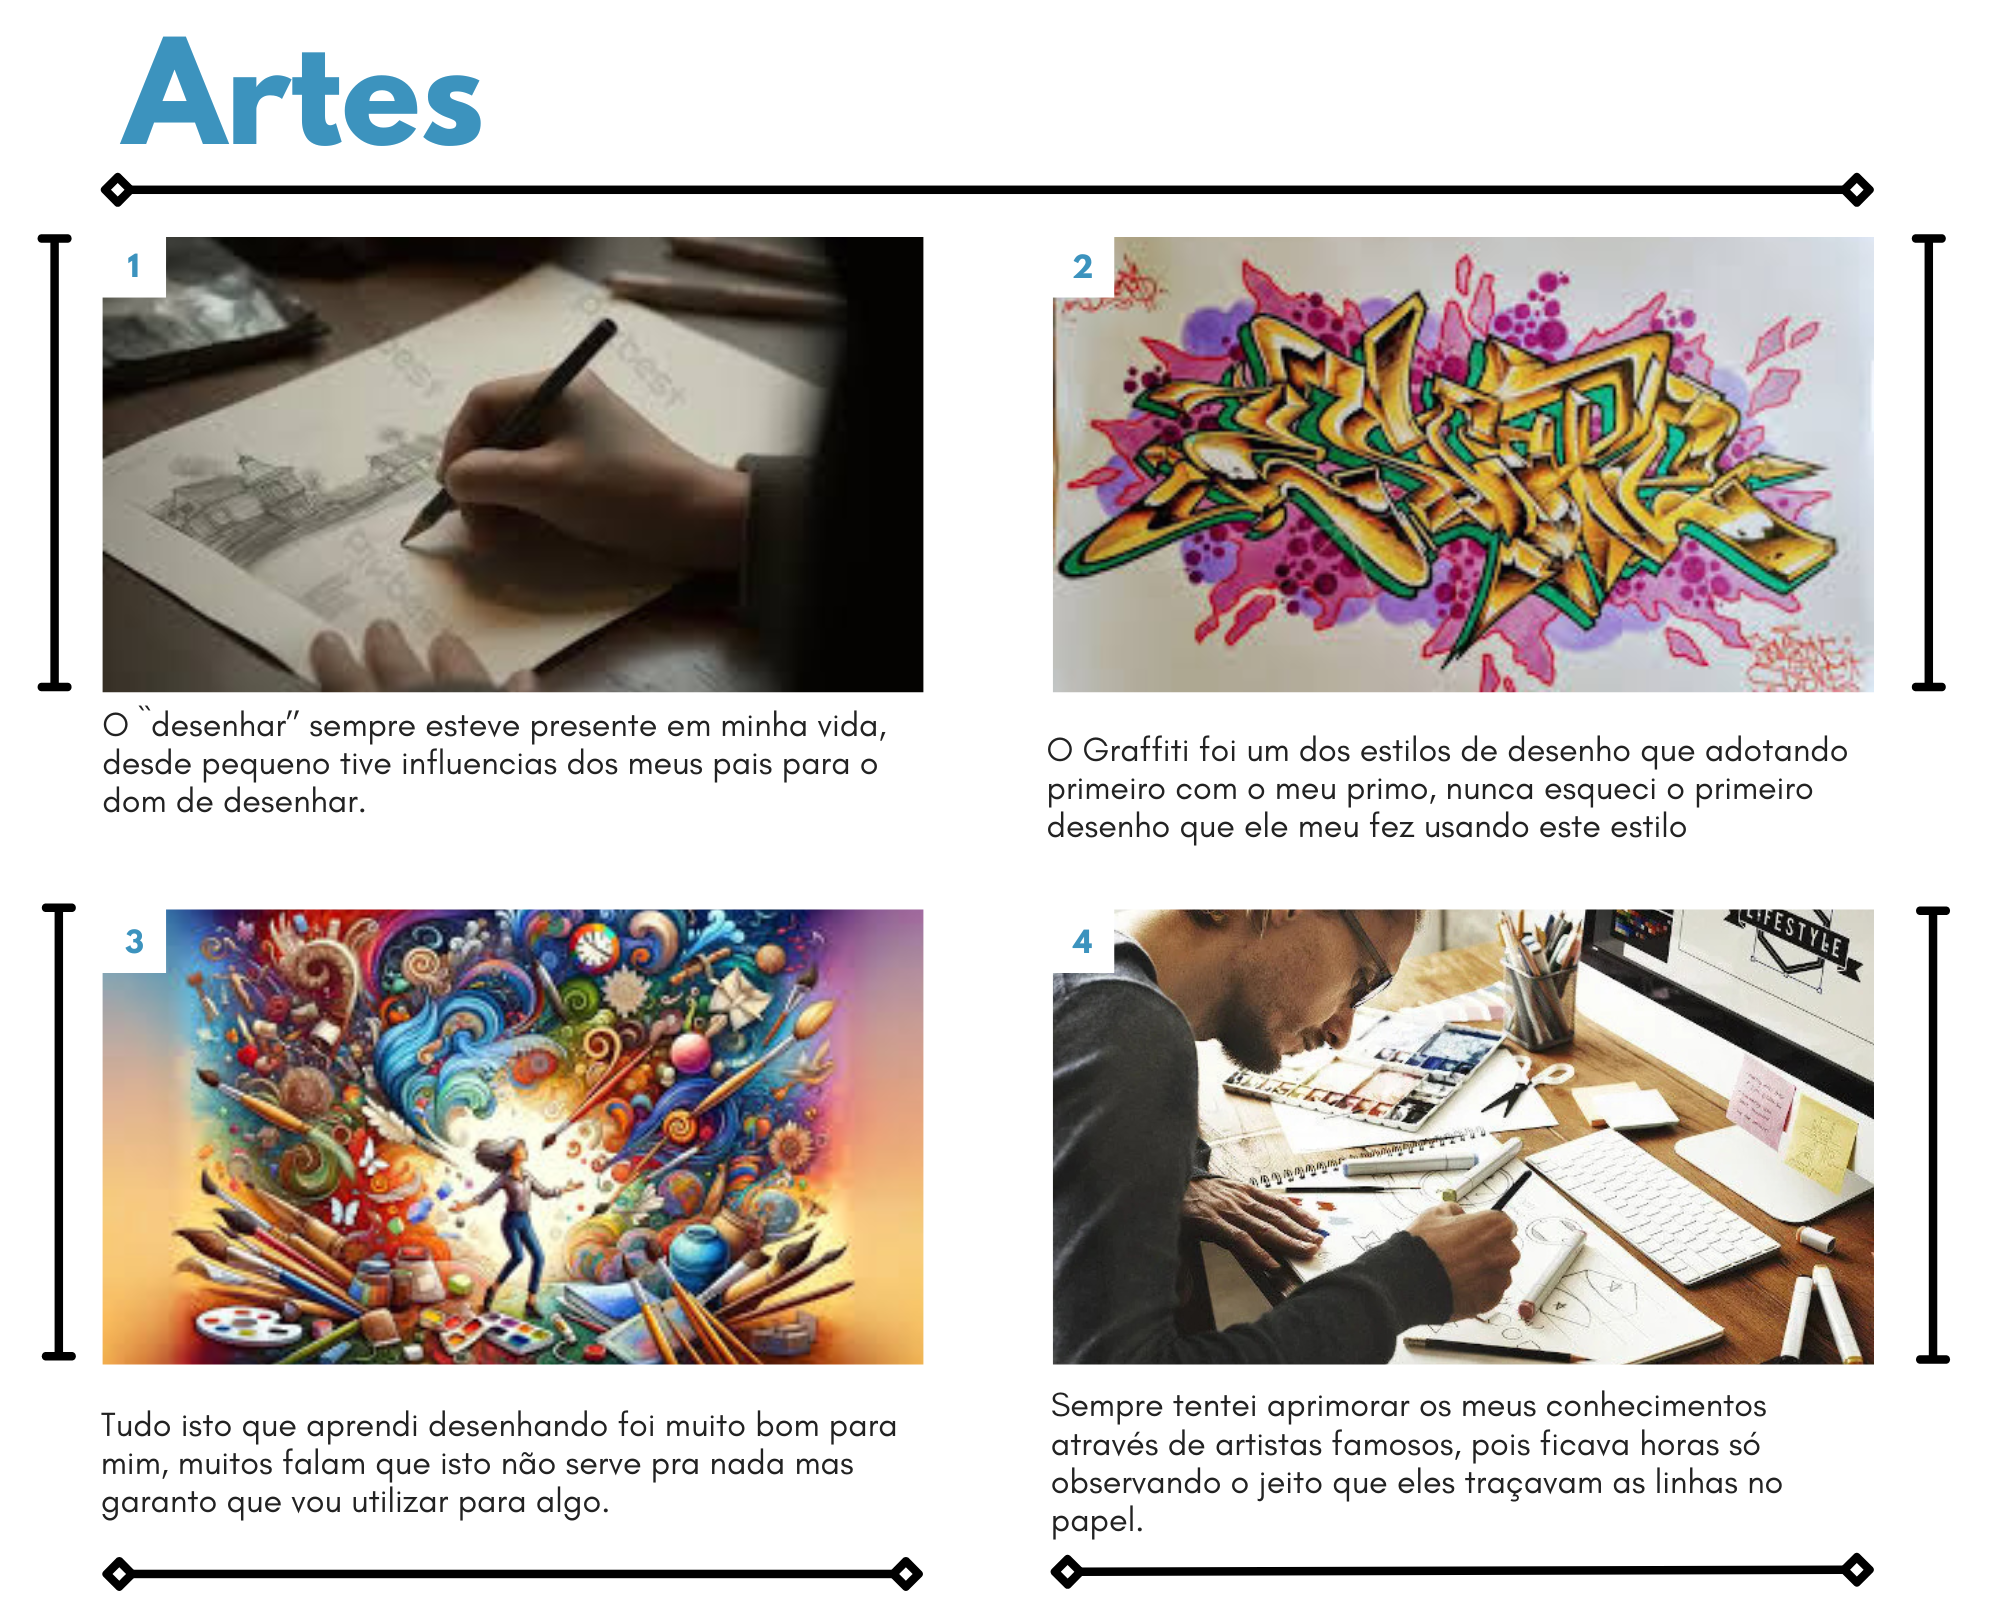 Artes
1
O ``desenhar" sempre esteve presente em minha vida,
desde pequeno tive influencias dos meus pais para o
dom de desenhar.
2
O Graffiti foi um dos estilos de desenho que adotando
primeiro com o meu primo, nunca esqueci o primeiro
desenho que ele meu fez usando este estilo
3
Tudo isto que aprendi desenhando foi muito bom para
mim, muitos falam que isto não serve pra nada mas
garanto que vou utilizar para algo.
4
LIFESTYLE
Sempre tentei aprimorar os meus conhecimentos
através de artistas famosos, pois ficava horas só
observando o jeito que eles traçavam as linhas no
papel.